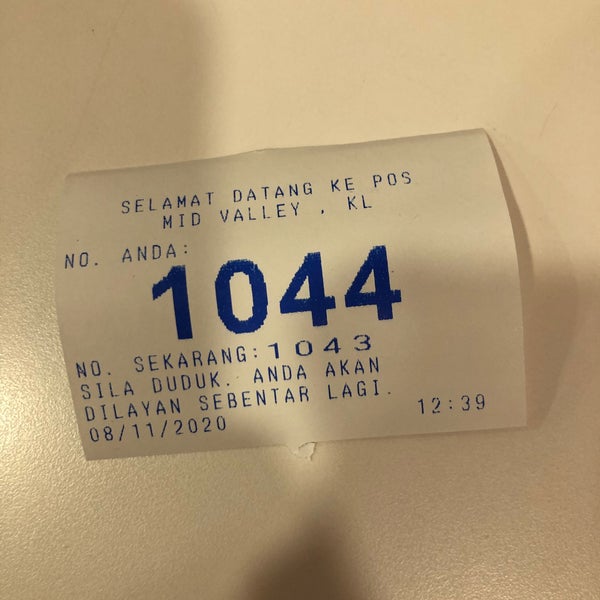 SELAMAT DATANG KE POS
MID VALLEY , KL
NO. ANDA:
1044
NO. SEKARANG:1043
SILA DUDUK. ANDA AKAN
DILAYAN SEBENTAR LAGI.
08/11/2020 12:39